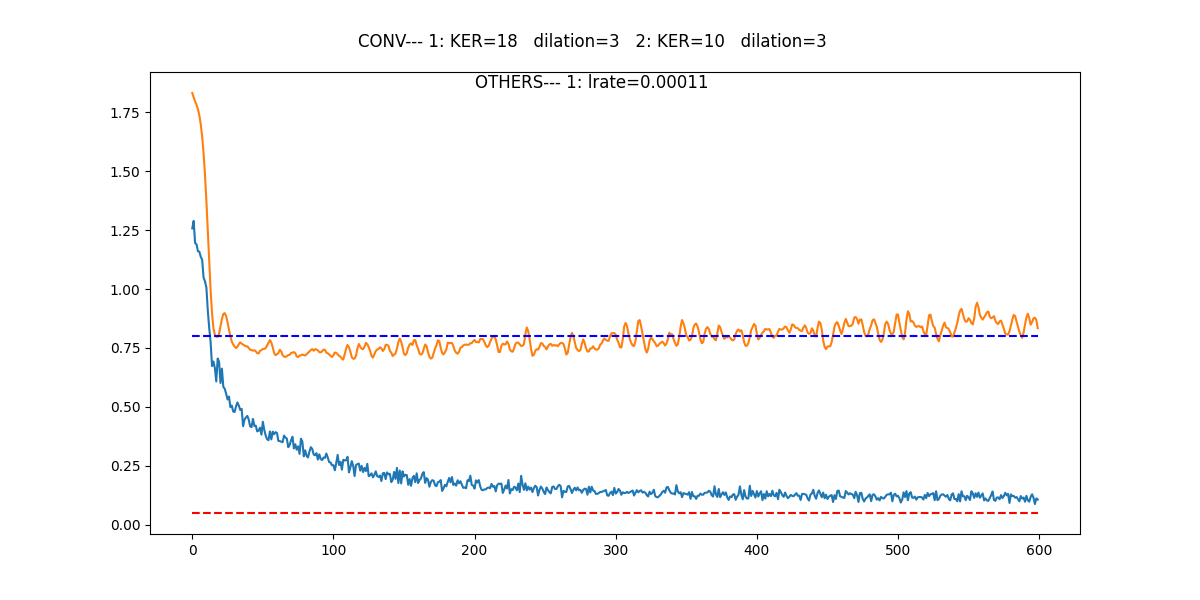 CONV--- 1: KER=18   dilation=3   2: KER=10   dilation=3
OTHERS--- 1: lrate=0.00011
1.75
1.50
1.25
1.00
0.75
0.50
0.25
0.00
0 100 200 300 400 500 600